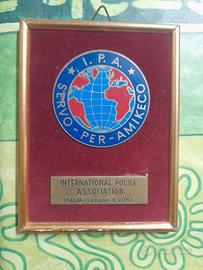 I.P.A.
SERVO-PER-AMIKECO
INTERNATIONAL POLICE
ASSOCIATION
ITALIA - Sezione di ROMA